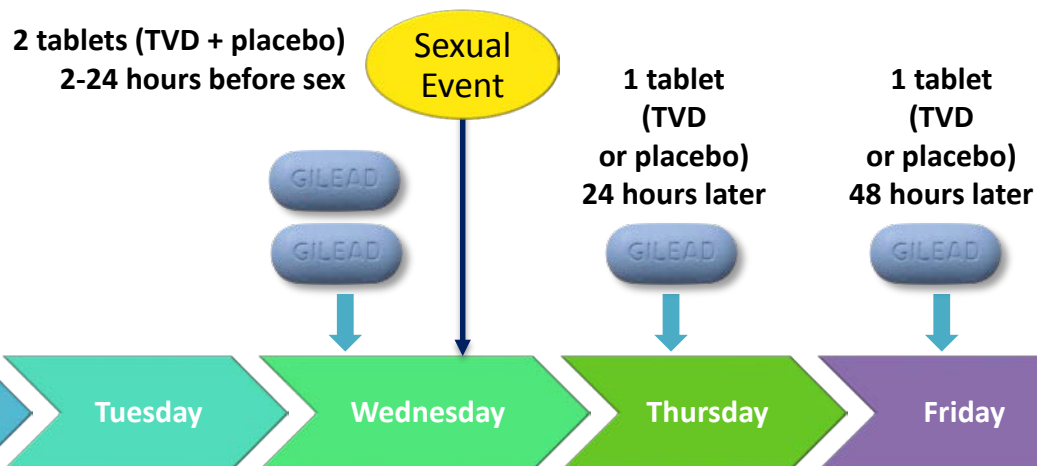 2 tablets (TVD + placebo)
2-24 hours before sex
Sexual
Event
1 tablet
(TVD
or placebo)
24 hours later
1 tablet
(TVD
or placebo)
48 hours later
GILEAD
GILEAD
GILEAD
GILEAD
Tuesday
Wednesday
Thursday
Friday